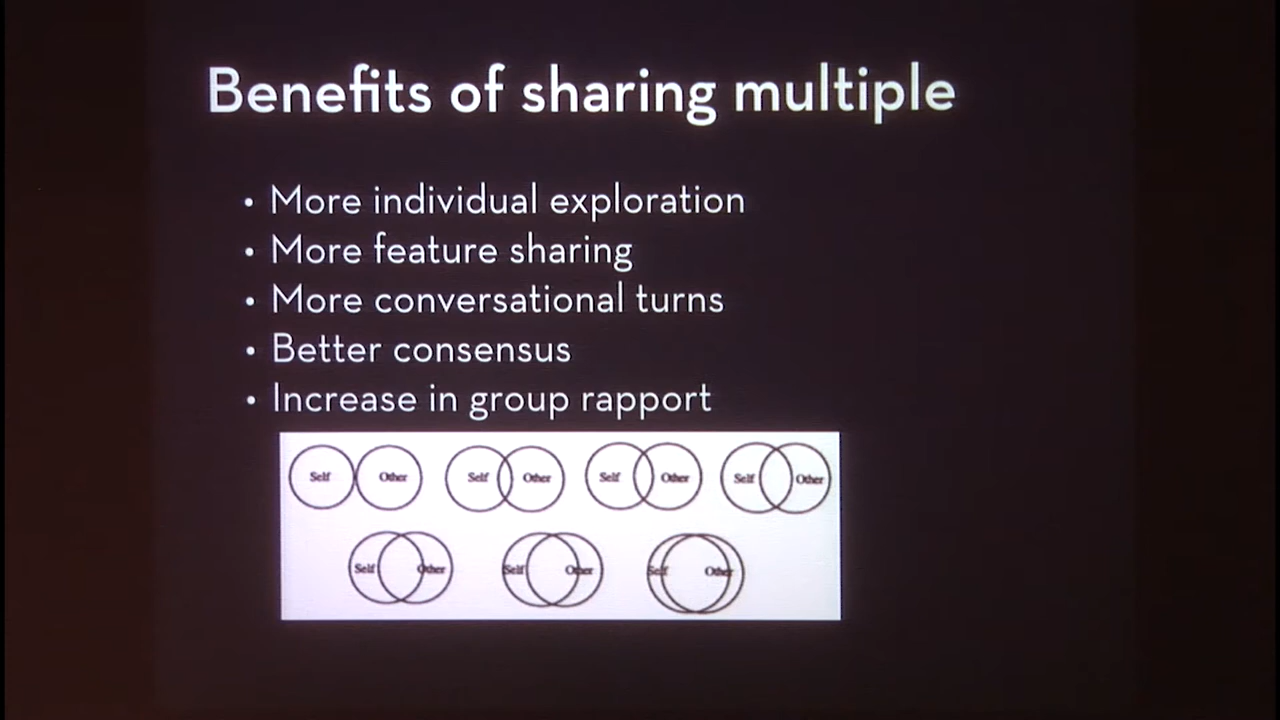 Benefits of sharing multiple
• More individual exploration
• More feature sharing
• More conversational turns
• Better consensus
• Increase in group rapport
Self Other Self Other Self Other Self Other
Self Other Self Other Self Other